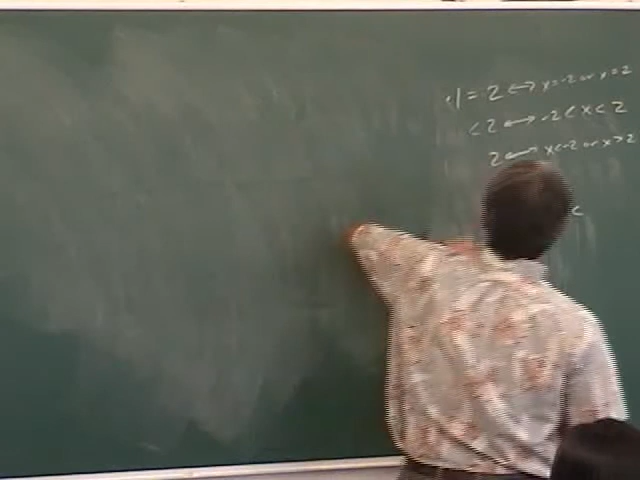 | = 2 ↔ x = -2 or x = 2
< 2 ↔ -2 < x < 2
2 ↔ x < -2 or x > 2
<